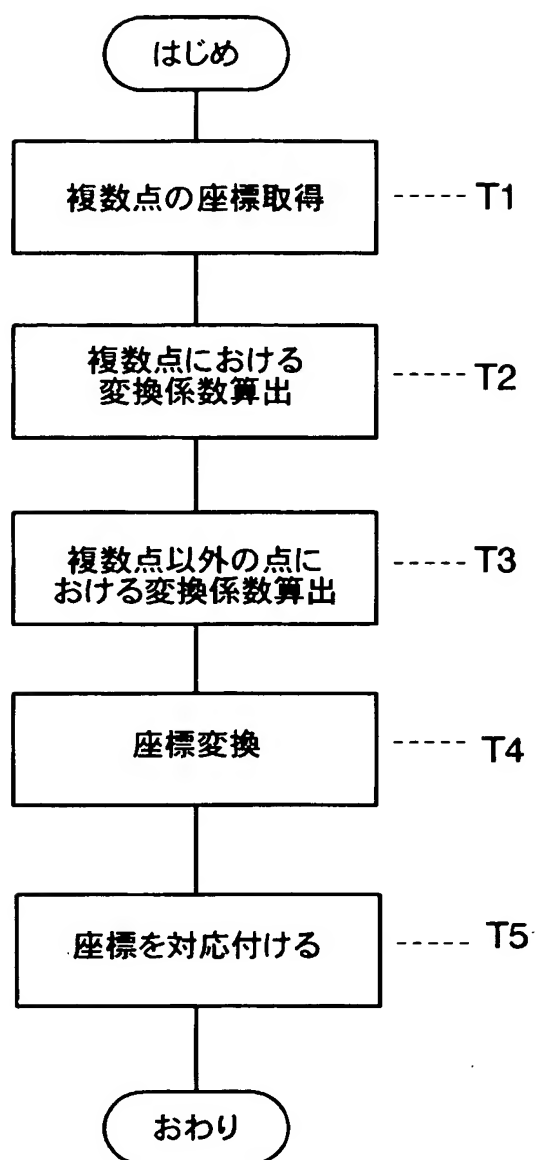 はじめ
複数点の座標取得
T1
複数点における
変換係数算出
T2
複数点以外の点に
おける変換係数算出
T3
座標変換
T4
座標を対応付ける
T5
おわり